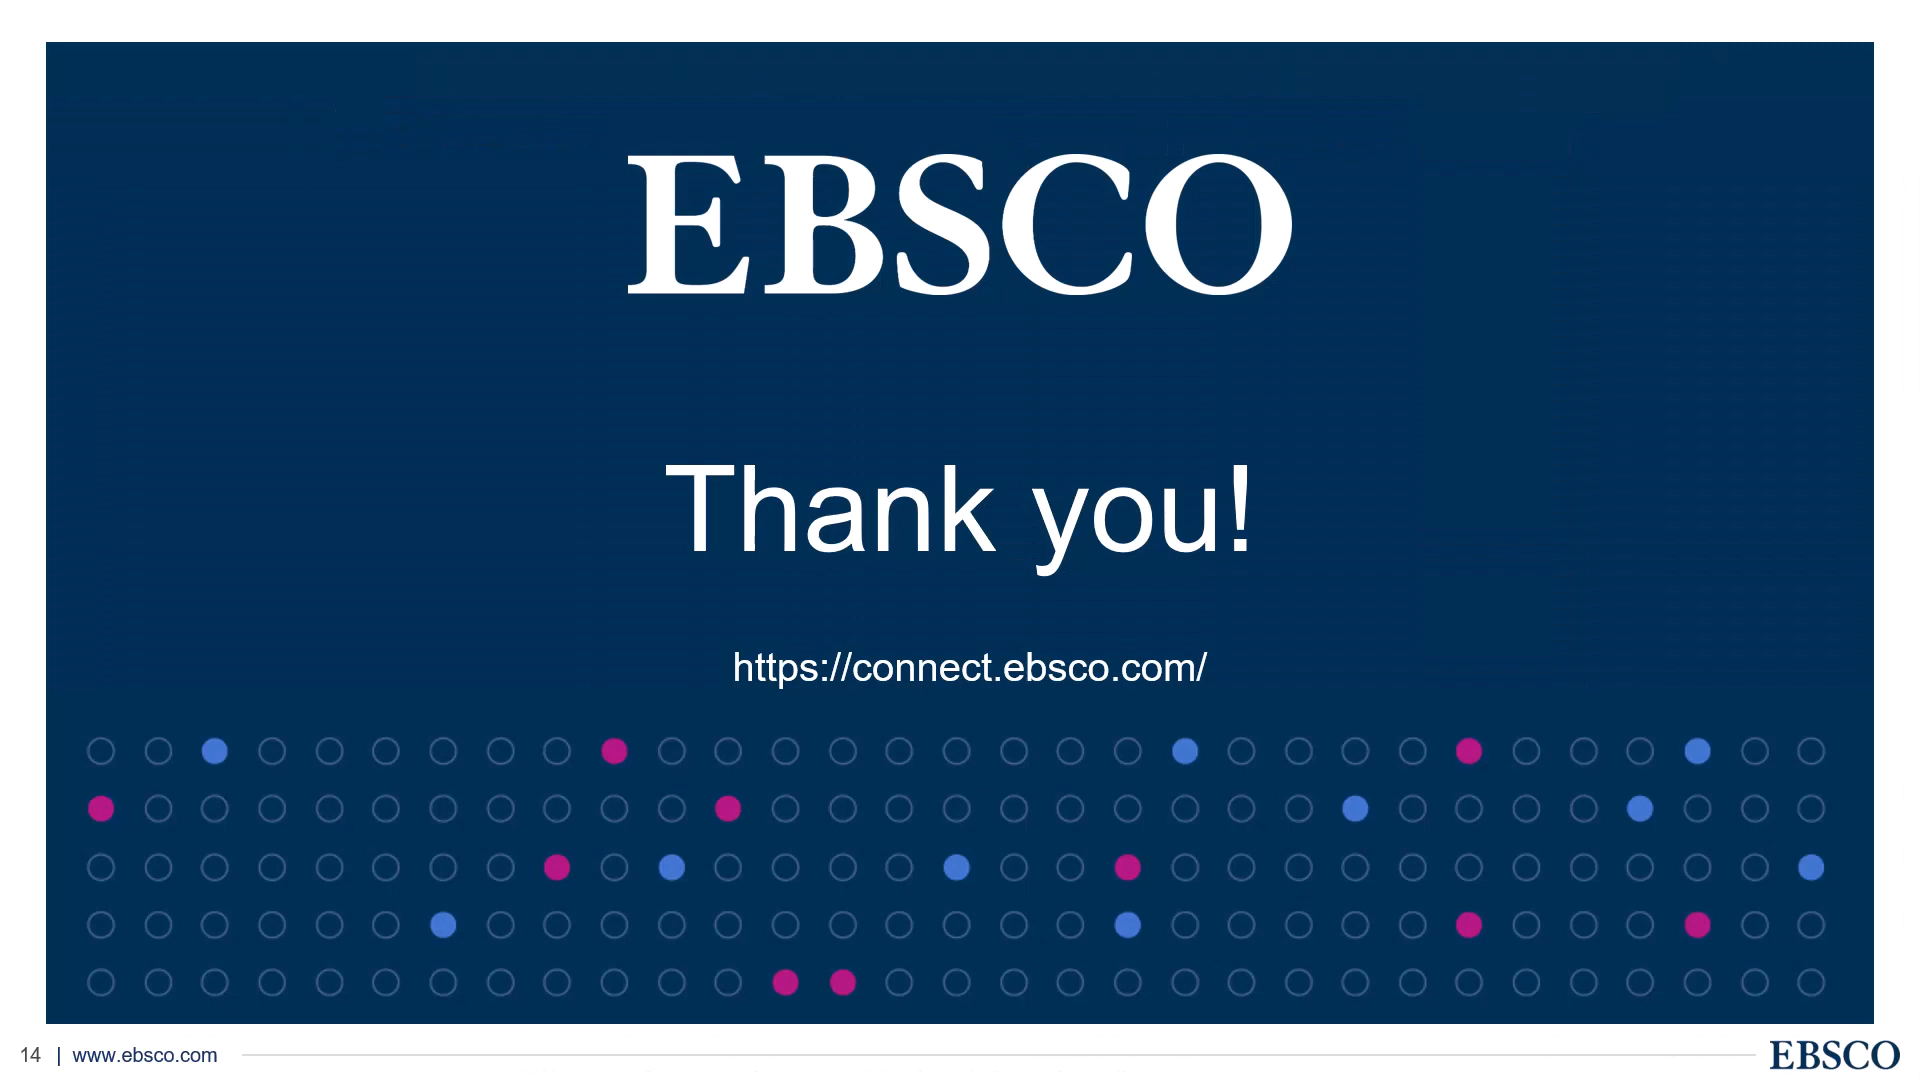 EBSCO
Thank you!
https://connect.ebsco.com/
14 | www.ebsco.com
EBSCO